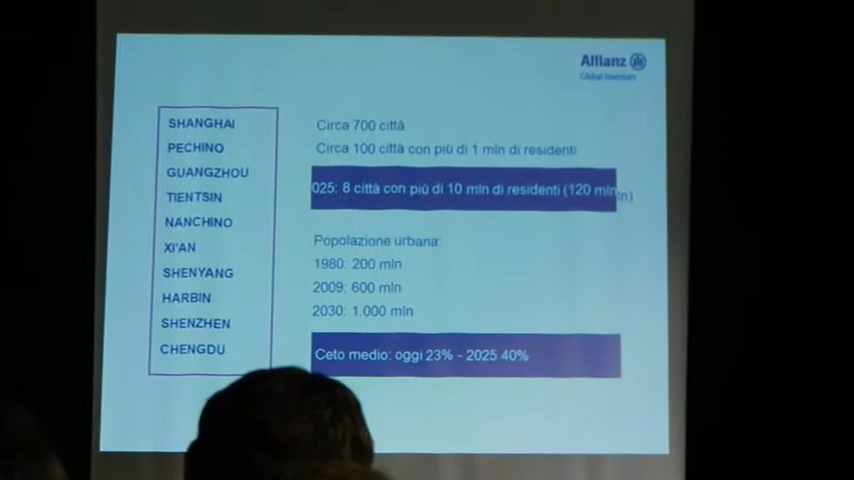 Allianz
Global Investors
SHANGHAI
PECHINO
GUANGZHOU
TIENTSIN
NANCHINO
XI'AN
SHENYANG
HARBIN
SHENZHEN
CHENGDU
Circa 700 città
Circa 100 città con più di 1 mln di residenti
025: 8 città con più di 10 mln di residenti (120 mln)
Popolazione urbana:
1980: 200 mln
2009: 600 mln
2030: 1.000 mln
Ceto medio: oggi 23% - 2025 40%